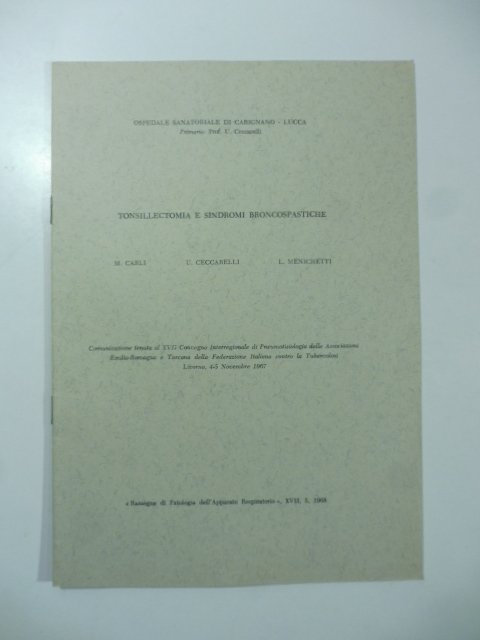 OSPEDALE SANATORIALE DI CARIGNANO - LUCCA
Primario: Prof. U. Ceccarelli
TONSILLECTOMIA E SINDROMI BRONCOSPASTICHE
M. CARLI U. CECCARELLI L. MENICHETTI
Comunicazione tenuta al XVII Convegno Interregionale di Pneumotisiologia delle Associazioni
Emilia-Romagna e Toscana della Federazione Italiana contro la Tubercolosi
Livorno, 4-5 Novembre 1967
« Rassegna di Patologia dell'Apparato Respiratorio », XVIII, 5, 1968